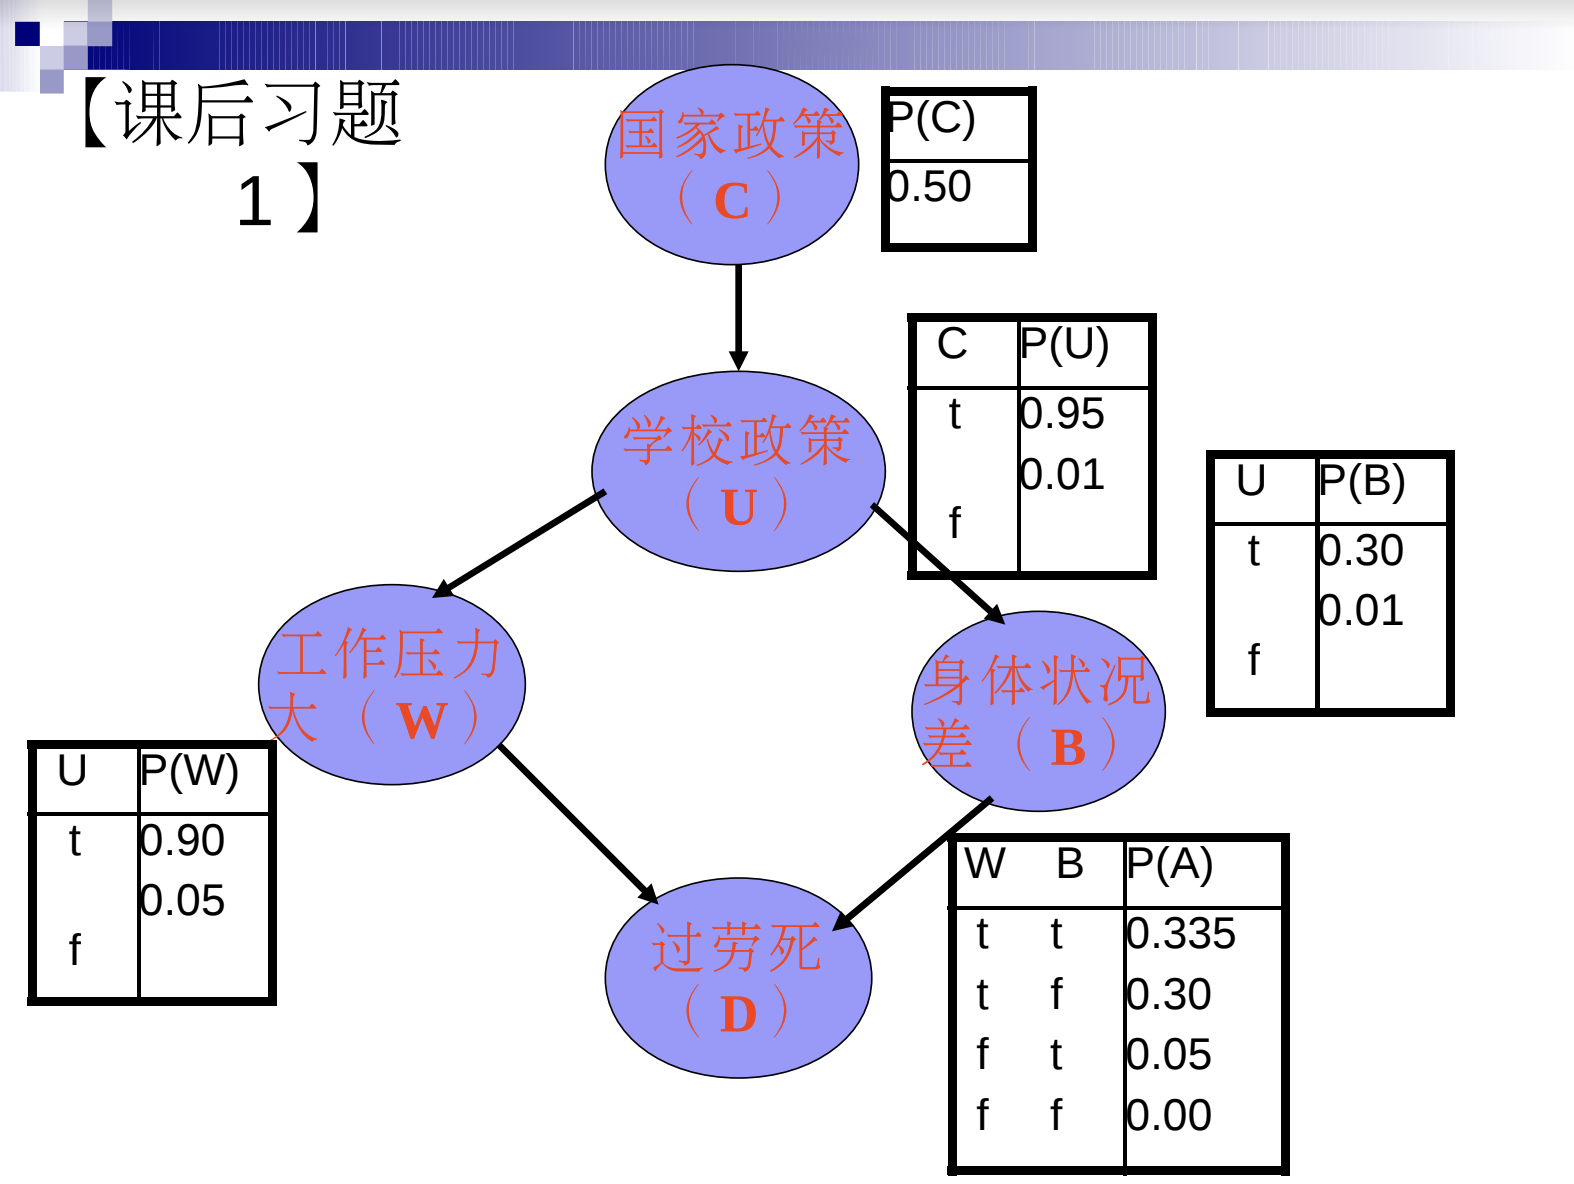 【课后习题
1】
国家政策
（C）
P(C)
0.50
学校政策
（U）
C P(U)
t 0.95
0.01
f
U P(B)
t 0.30
0.01
f
工作压力
大（W）
身体状况
差（B）
U P(W)
t 0.90
0.05
f
过劳死
（D）
W B P(A)
t t 0.335
t f 0.30
f t 0.05
f f 0.00